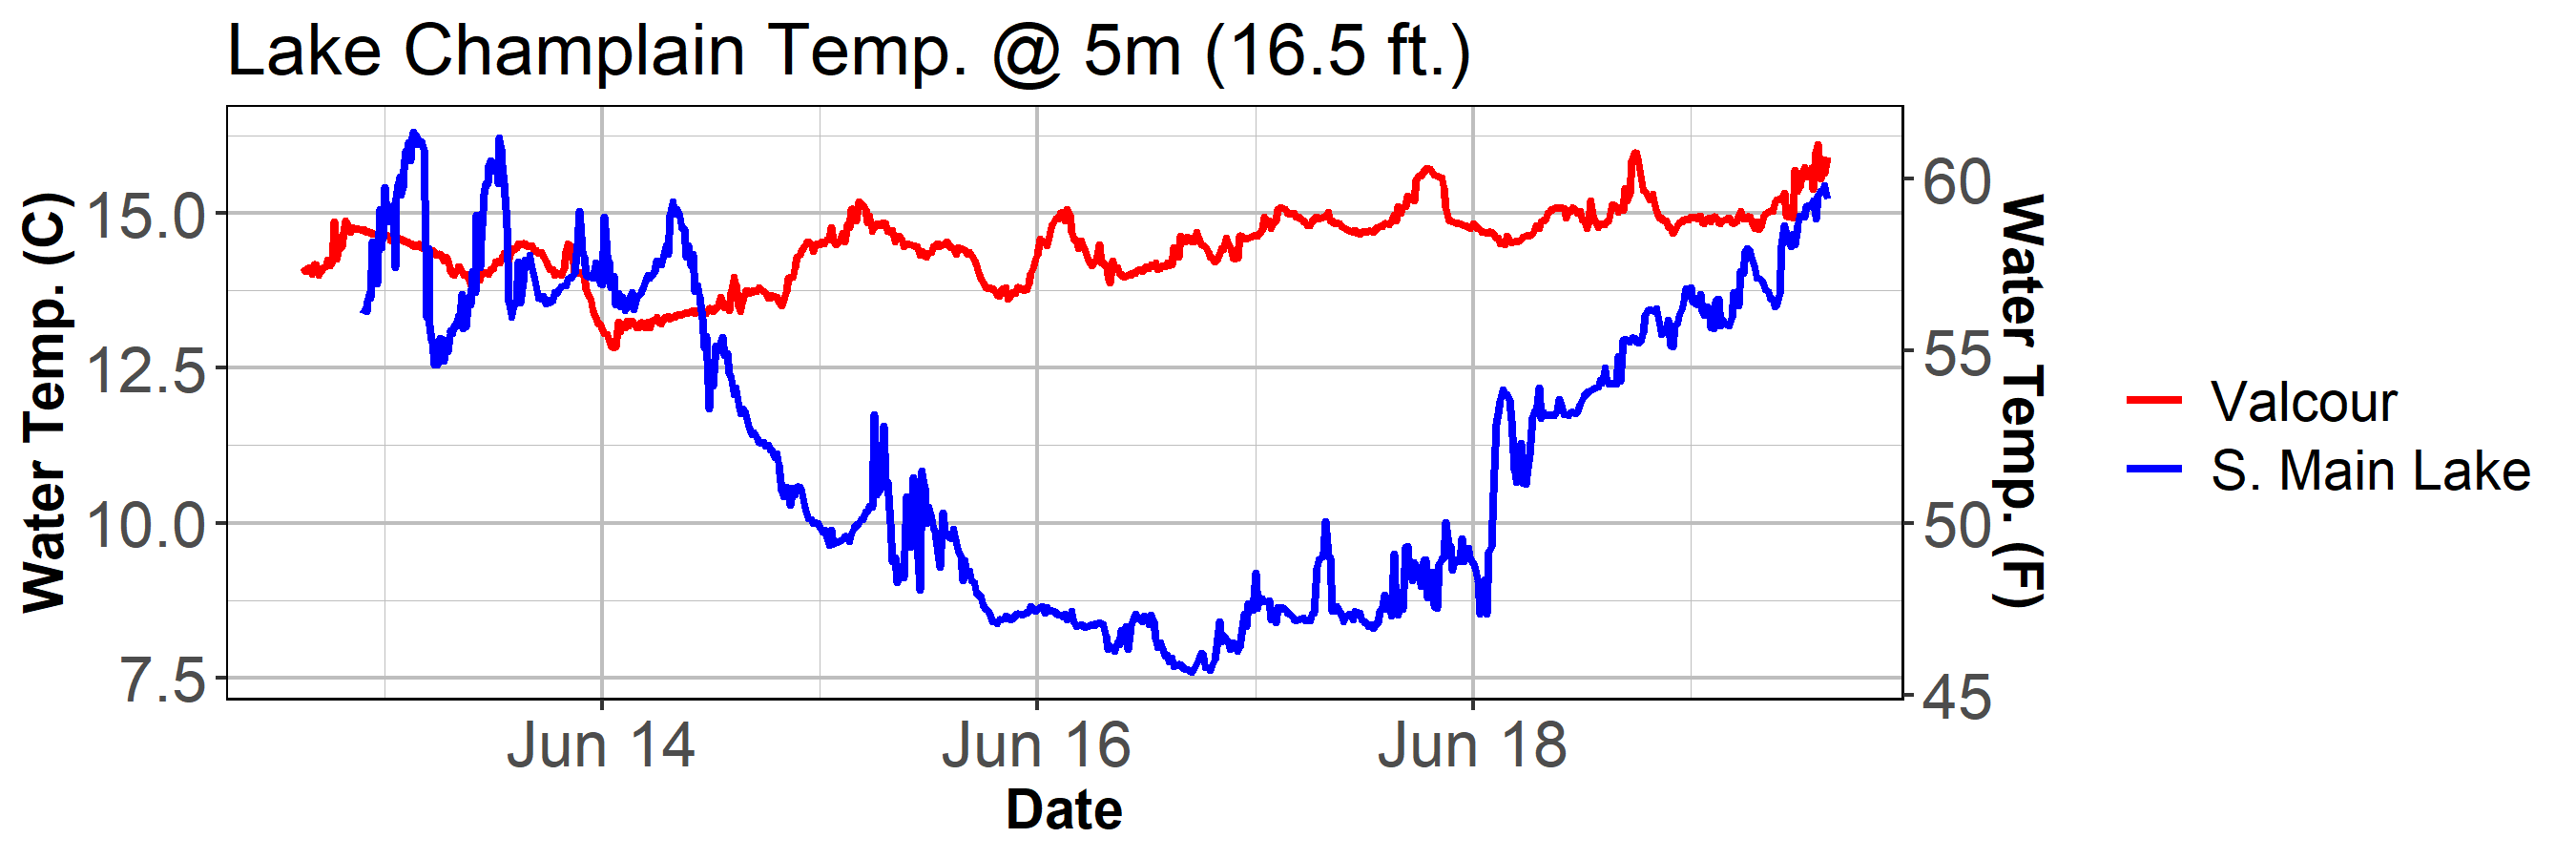 Lake Champlain Temp. @ 5m (16.5 ft.)
Water Temp. (C)
15.0
12.5
10.0
7.5
60
55
50
45
Water Temp. (F)
Jun 14
Jun 16
Jun 18
Date
Valcour
S. Main Lake